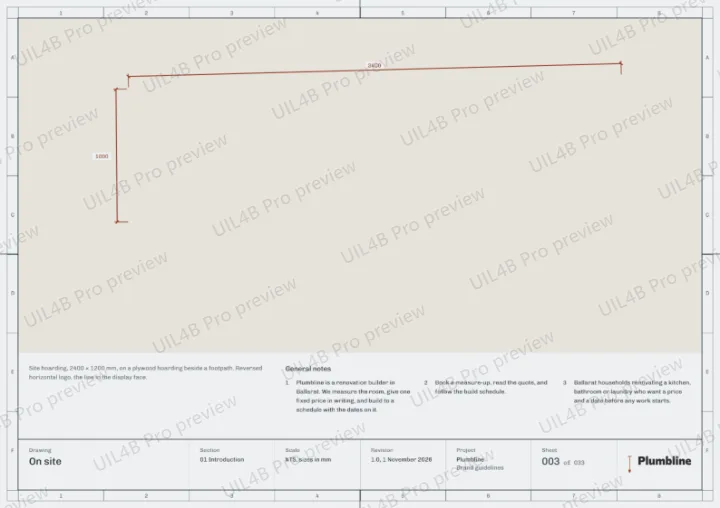 1 2 3 4 5 6 7 8
A A
2400
B B
1200
C C
D D
E E
Site hoarding, 2400 × 1200 mm, on a plywood hoarding beside a footpath. Reversed
horizontal logo, the line in the display face.
General notes
1 Plumbline is a renovation builder in
Ballarat. We measure the room, give one
fixed price in writing, and build to a
schedule with the dates on it.
2 Book a measure-up, read the quote, and
follow the build schedule.
3 Ballarat households renovating a kitchen,
bathroom or laundry who want a price
and a date before any work starts.
F F
Drawing
On site
Section
01 Introduction
Scale
NTS, sizes in mm
Revision
1.0, 1 November 2026
Project
Plumbline
Brand guidelines
Sheet
003 of 033
Plumbline
1 2 3 4 5 6 7 8
UIL4B Pro preview